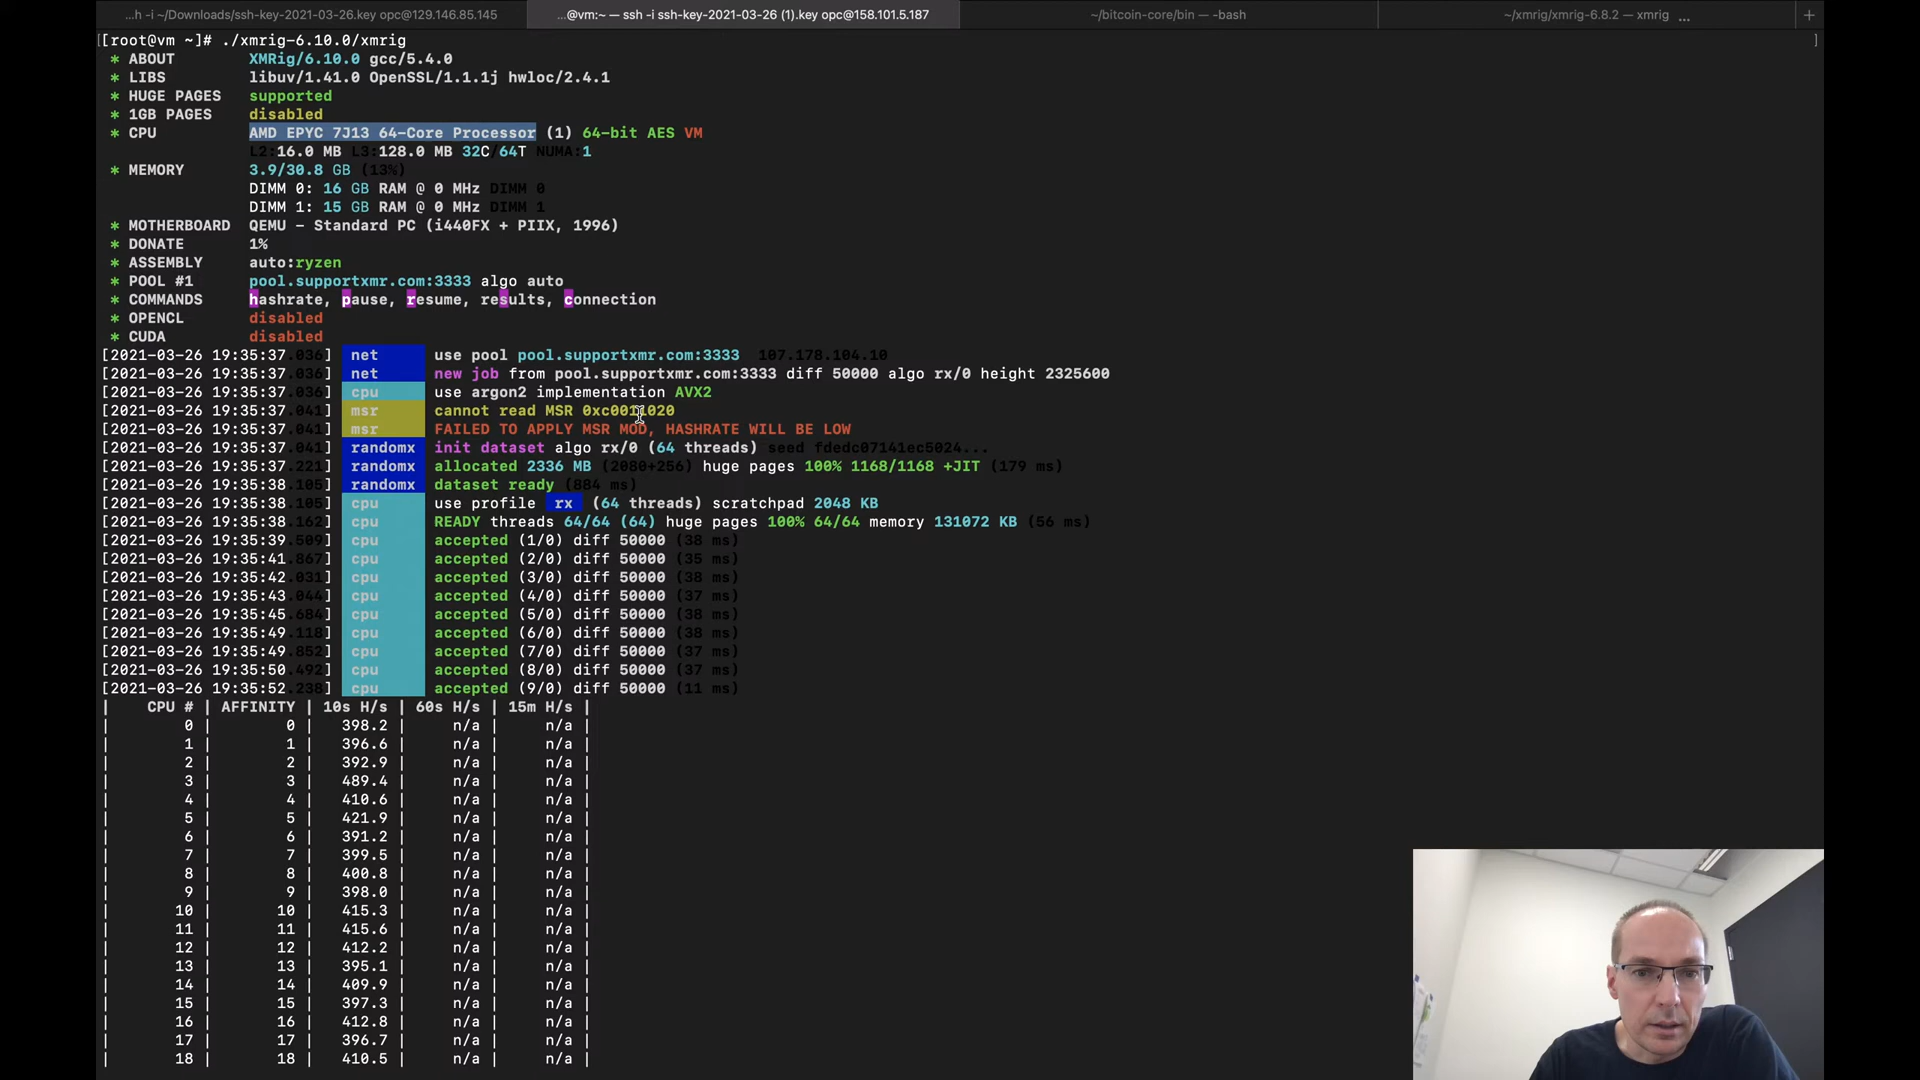 ...h -i ~/Downloads/ssh-key-2021-03-26.key opc@129.146.85.145
...@vm:~ — ssh -i ssh-key-2021-03-26 (1).key opc@158.101.5.187
~/bitcoin-core/bin — -bash
~/xmrig/xmrig-6.8.2 — xmrig ...
[[root@vm ~]# ./xmrig-6.10.0/xmrig ]
* ABOUT XMRig/6.10.0 gcc/5.4.0
* LIBS libuv/1.41.0 OpenSSL/1.1.1j hwloc/2.4.1
* HUGE PAGES supported
* 1GB PAGES disabled
* CPU AMD EPYC 7J13 64-Core Processor (1) 64-bit AES VM
L2:16.0 MB L3:128.0 MB 32C/64T NUMA:1
* MEMORY 3.9/30.8 GB (13%)
DIMM 0: 16 GB RAM @ 0 MHz DIMM 0
DIMM 1: 15 GB RAM @ 0 MHz DIMM 1
* MOTHERBOARD QEMU - Standard PC (i440FX + PIIX, 1996)
* DONATE 1%
* ASSEMBLY auto:ryzen
* POOL #1 pool.supportxmr.com:3333 algo auto
* COMMANDS hashrate, pause, resume, results, connection
* OPENCL disabled
* CUDA disabled
[2021-03-26 19:35:37.036] net use pool pool.supportxmr.com:3333 107.178.104.10
[2021-03-26 19:35:37.036] net new job from pool.supportxmr.com:3333 diff 50000 algo rx/0 height 2325600
[2021-03-26 19:35:37.036] cpu use argon2 implementation AVX2
[2021-03-26 19:35:37.041] msr cannot read MSR 0xc0011020
[2021-03-26 19:35:37.041] msr FAILED TO APPLY MSR MOD, HASHRATE WILL BE LOW
[2021-03-26 19:35:37.041] randomx init dataset algo rx/0 (64 threads) seed fdedc07141ec5024...
[2021-03-26 19:35:37.221] randomx allocated 2336 MB (2080+256) huge pages 100% 1168/1168 +JIT (179 ms)
[2021-03-26 19:35:38.105] randomx dataset ready (884 ms)
[2021-03-26 19:35:38.105] cpu use profile rx (64 threads) scratchpad 2048 KB
[2021-03-26 19:35:38.162] cpu READY threads 64/64 (64) huge pages 100% 64/64 memory 131072 KB (56 ms)
[2021-03-26 19:35:39.509] cpu accepted (1/0) diff 50000 (38 ms)
[2021-03-26 19:35:41.867] cpu accepted (2/0) diff 50000 (35 ms)
[2021-03-26 19:35:42.031] cpu accepted (3/0) diff 50000 (38 ms)
[2021-03-26 19:35:43.044] cpu accepted (4/0) diff 50000 (37 ms)
[2021-03-26 19:35:45.684] cpu accepted (5/0) diff 50000 (38 ms)
[2021-03-26 19:35:49.118] cpu accepted (6/0) diff 50000 (38 ms)
[2021-03-26 19:35:49.852] cpu accepted (7/0) diff 50000 (37 ms)
[2021-03-26 19:35:50.492] cpu accepted (8/0) diff 50000 (37 ms)
[2021-03-26 19:35:52.238] cpu accepted (9/0) diff 50000 (11 ms)
| CPU # | AFFINITY | 10s H/s | 60s H/s | 15m H/s |
| 0 | 0 | 398.2 | n/a | n/a |
| 1 | 1 | 396.6 | n/a | n/a |
| 2 | 2 | 392.9 | n/a | n/a |
| 3 | 3 | 489.4 | n/a | n/a |
| 4 | 4 | 410.6 | n/a | n/a |
| 5 | 5 | 421.9 | n/a | n/a |
| 6 | 6 | 391.2 | n/a | n/a |
| 7 | 7 | 399.5 | n/a | n/a |
| 8 | 8 | 400.8 | n/a | n/a |
| 9 | 9 | 398.0 | n/a | n/a |
| 10 | 10 | 415.3 | n/a | n/a |
| 11 | 11 | 415.6 | n/a | n/a |
| 12 | 12 | 412.2 | n/a | n/a |
| 13 | 13 | 395.1 | n/a | n/a |
| 14 | 14 | 409.9 | n/a | n/a |
| 15 | 15 | 397.3 | n/a | n/a |
| 16 | 16 | 412.8 | n/a | n/a |
| 17 | 17 | 396.7 | n/a | n/a |
| 18 | 18 | 410.5 | n/a | n/a |